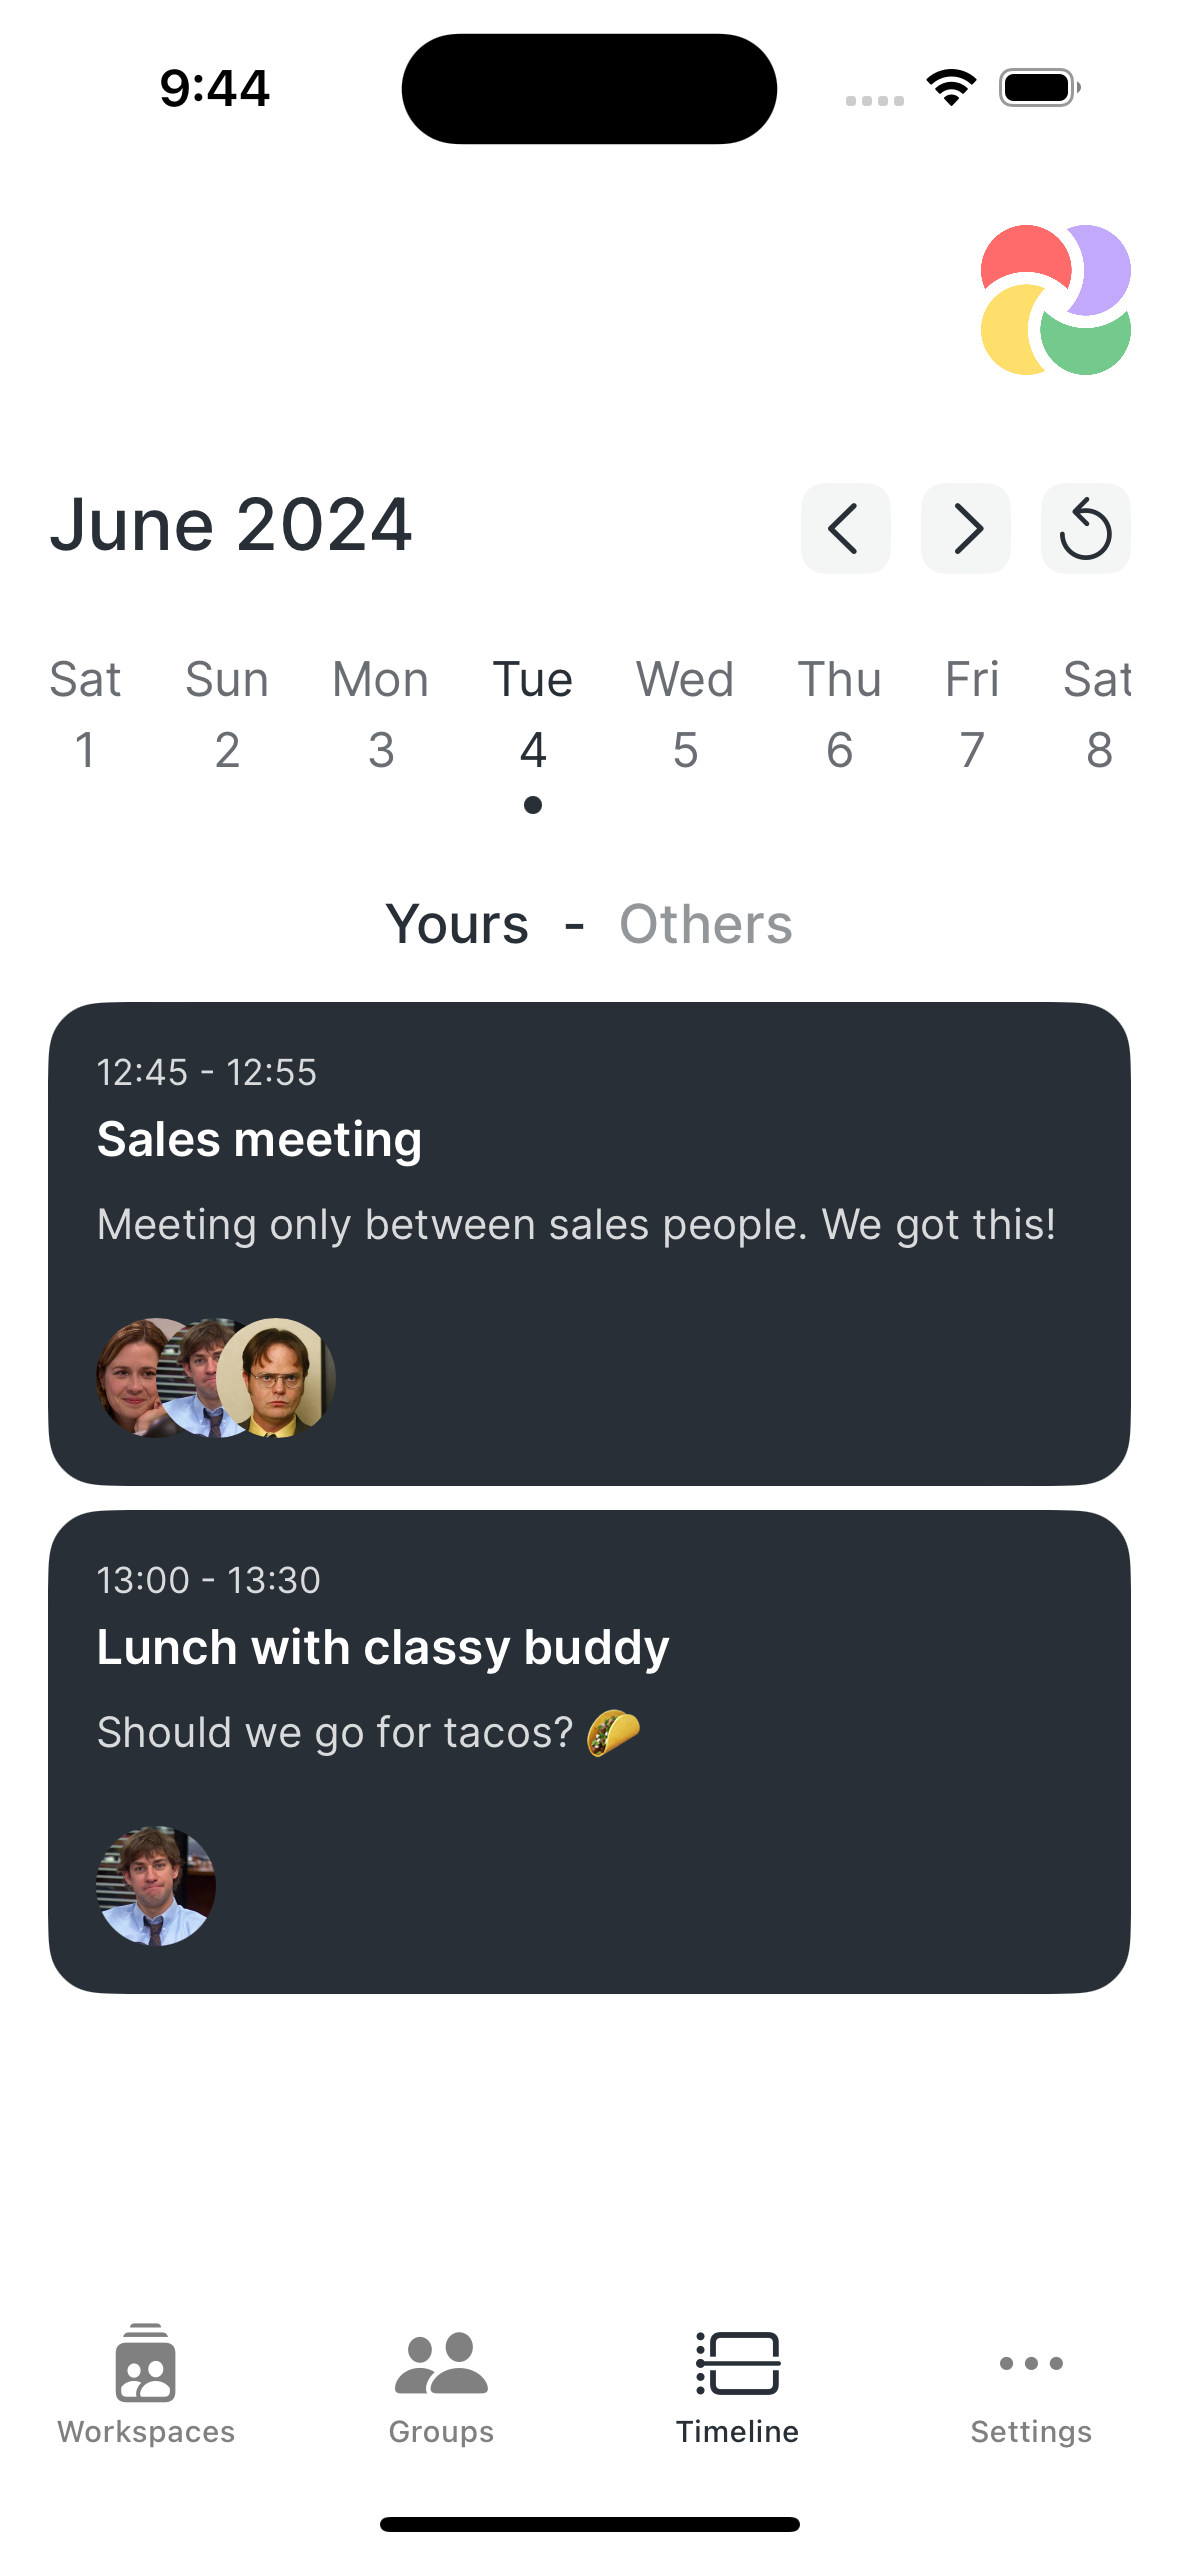 9:44
June 2024
Sat Sun Mon Tue Wed Thu Fri Sat
1 2 3 4 5 6 7 8
Yours - Others
12:45 - 12:55
Sales meeting
Meeting only between sales people. We got this!
13:00 - 13:30
Lunch with classy buddy
Should we go for tacos? 🌮
Workspaces Groups Timeline Settings